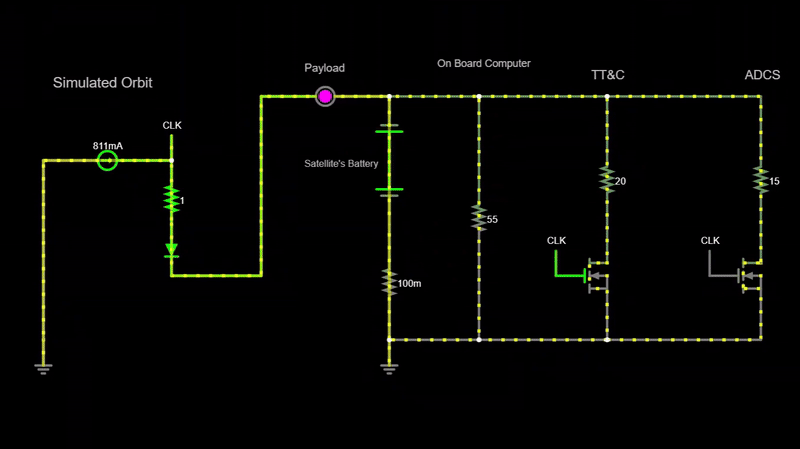 Simulated Orbit
Payload
On Board Computer
TT&C
ADCS
CLK
811mA
1
Satellite's Battery
20
15
55
CLK
CLK
100m